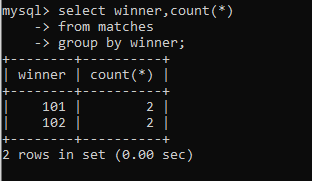 mysql> select winner,count(*)
    -> from matches
    -> group by winner;
+--------+----------+
| winner | count(*) |
+--------+----------+
|    101 |        2 |
|    102 |        2 |
+--------+----------+
2 rows in set (0.00 sec)